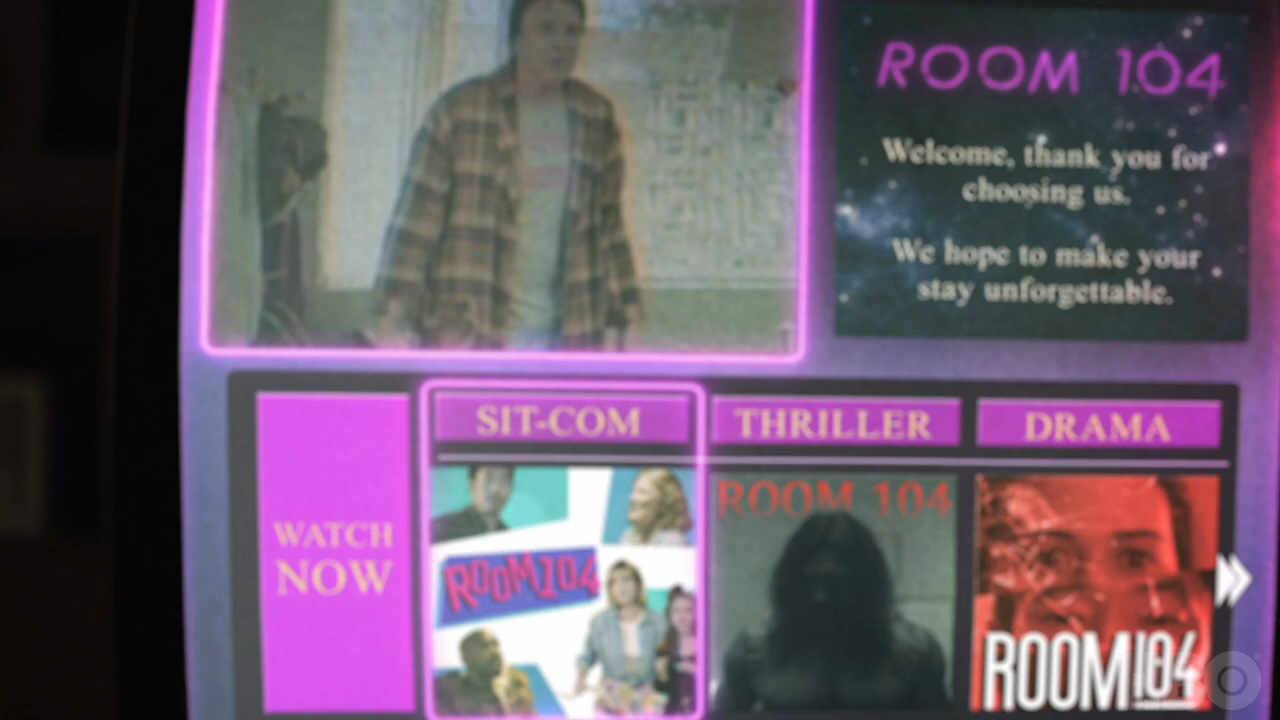 ROOM 104
Welcome, thank you for
choosing us.
We hope to make your
stay unforgettable.
SIT-COM
THRILLER
DRAMA
WATCH
NOW
ROOM 104
ROOM 104
ROOM 104